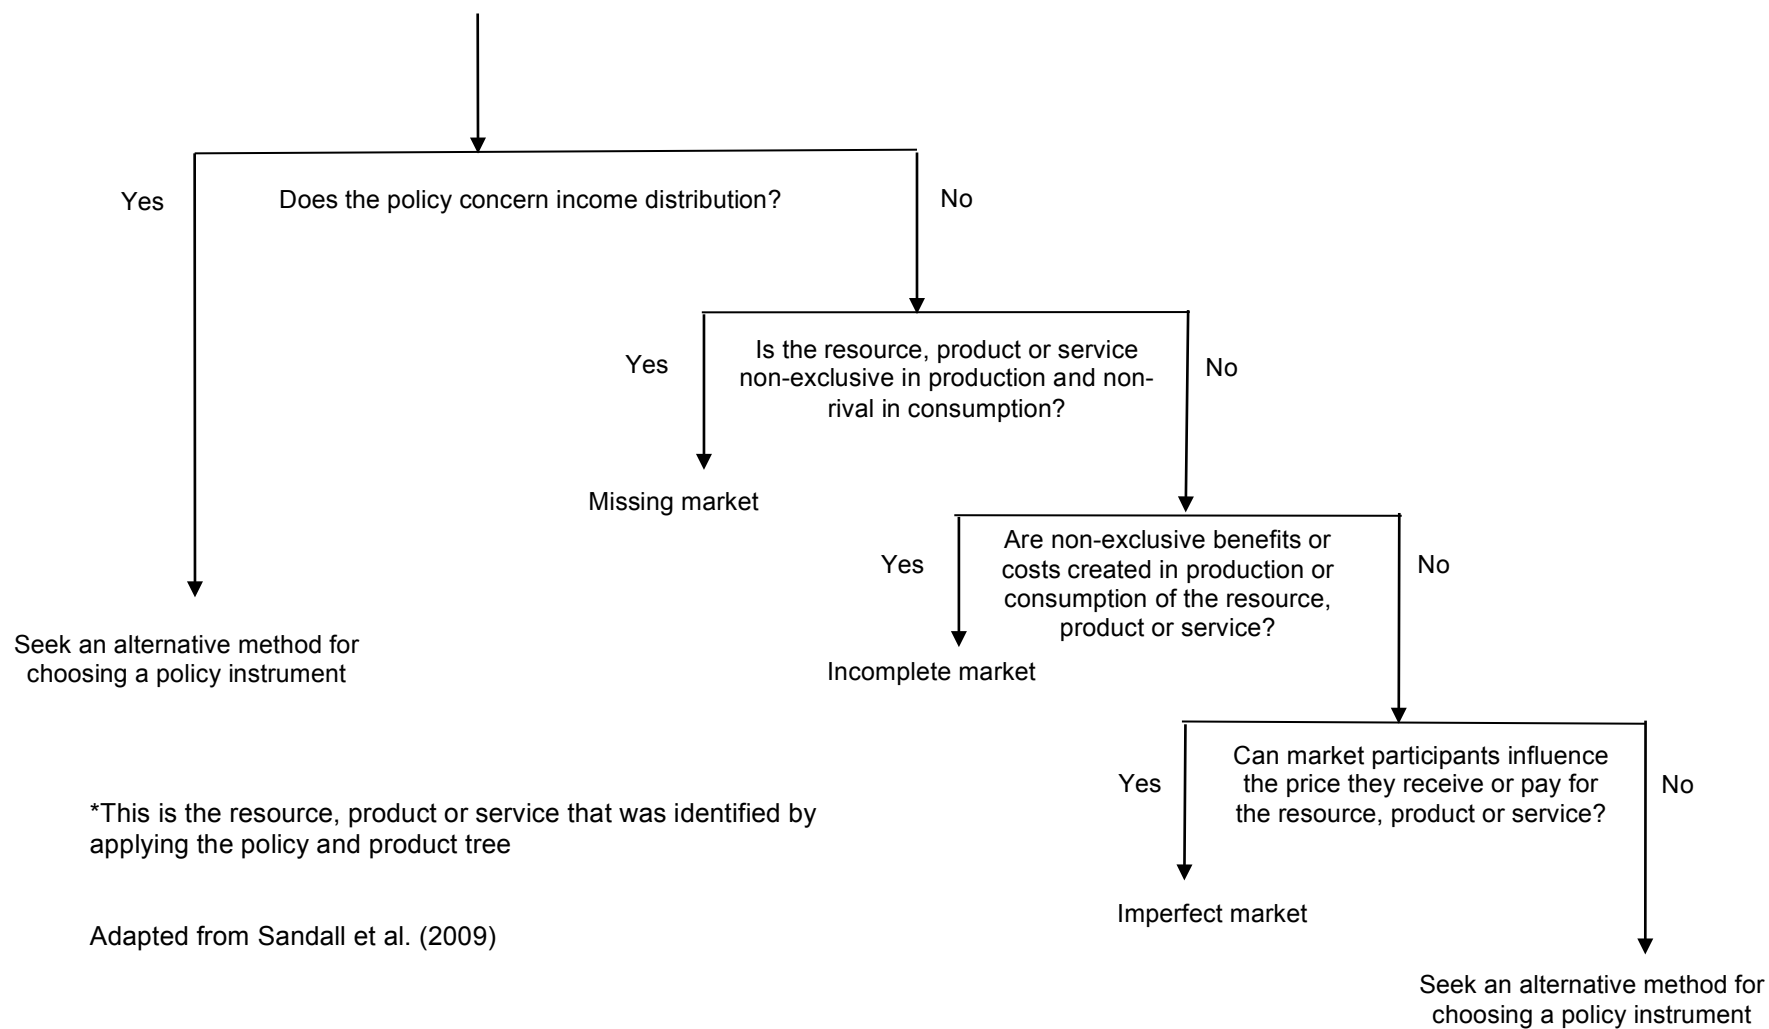 Yes
Does the policy concern income distribution?
No
Yes
Is the resource, product or service
non-exclusive in production and non-
rival in consumption?
No
Missing market
Yes
Are non-exclusive benefits or
costs created in production or
consumption of the resource,
product or service?
No
Seek an alternative method for
choosing a policy instrument
Incomplete market
Yes
Can market participants influence
the price they receive or pay for
the resource, product or service?
No
*This is the resource, product or service that was identified by
applying the policy and product tree
Imperfect market
Adapted from Sandall et al. (2009)
Seek an alternative method for
choosing a policy instrument